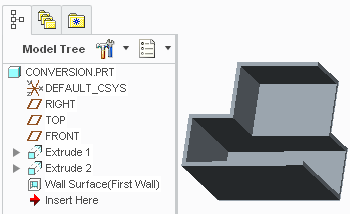 Model Tree
CONVERSION.PRT
DEFAULT_CSYS
RIGHT
TOP
FRONT
Extrude 1
Extrude 2
Wall Surface(First Wall)
Insert Here